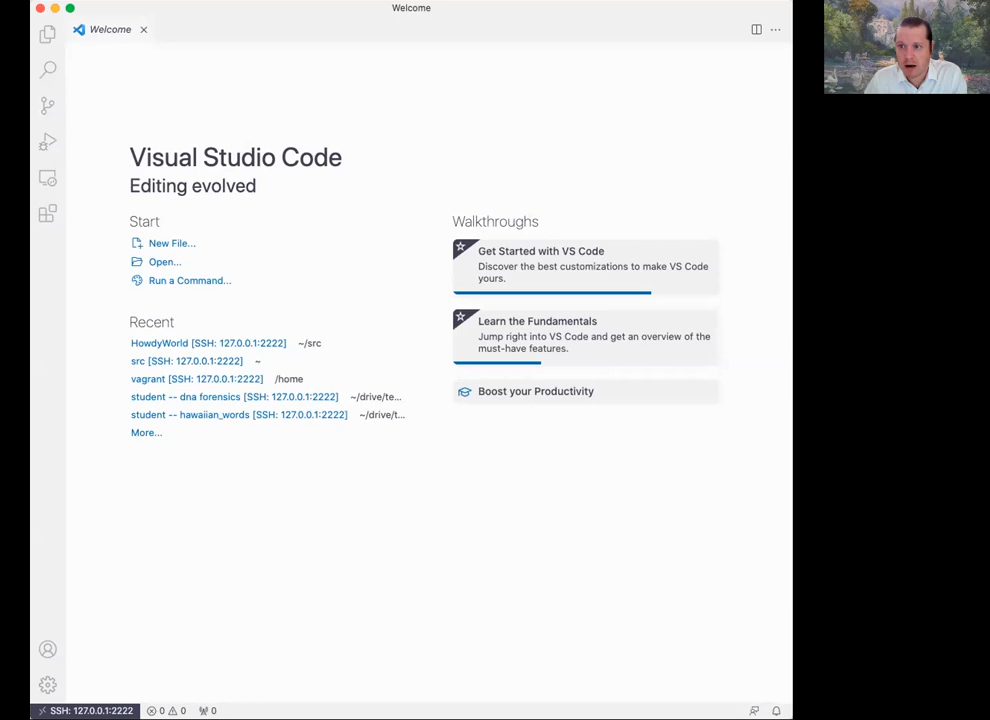 Welcome
Welcome
Visual Studio Code
Editing evolved
Start
New File...
Open...
Run a Command...
Recent
HowdyWorld [SSH: 127.0.0.1:2222] ~/src
src [SSH: 127.0.0.1:2222] ~
vagrant [SSH: 127.0.0.1:2222] /home
student -- dna forensics [SSH: 127.0.0.1:2222] ~/drive/te...
student -- hawaiian_words [SSH: 127.0.0.1:2222] ~/drive/t...
More...
Walkthroughs
Get Started with VS Code
Discover the best customizations to make VS Code
yours.
Learn the Fundamentals
Jump right into VS Code and get an overview of the
must-have features.
Boost your Productivity
SSH: 127.0.0.1:2222 0 0 0